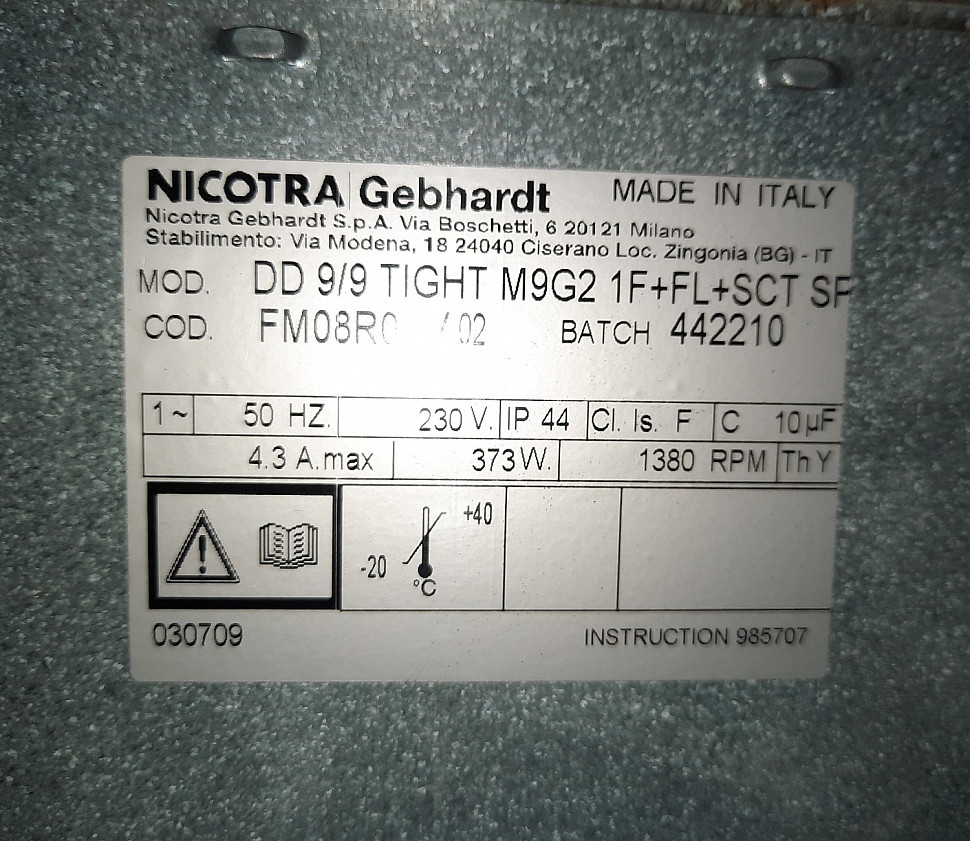 NICOTRA Gebhardt MADE IN ITALY
Nicotra Gebhardt S.p.A. Via Boschetti, 6 20121 Milano
Stabilimento: Via Modena, 18 24040 Ciserano Loc. Zingonia (BG) - IT
MOD. DD 9/9 TIGHT M9G2 1F+FL+SCT SF
COD. BATCH 442210
1~ 50 HZ. 230 V. IP 44 Cl. Is. F C 10µF
4.3 A.max 373W. 1380 RPM Th Y
+40
-20
°C
030709 INSTRUCTION 985707